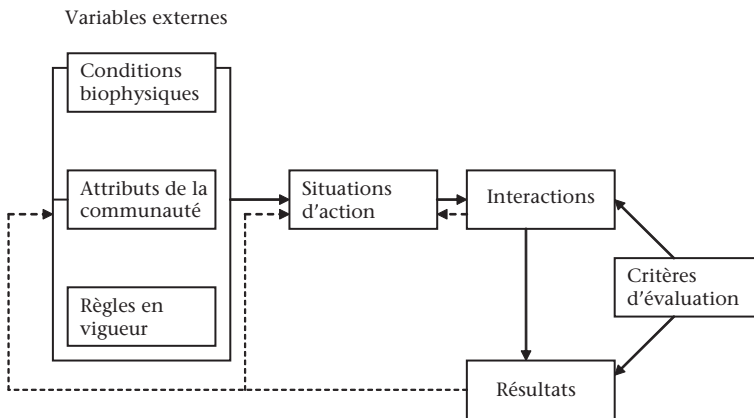 Variables externes
Conditions
biophysiques
Attributs de la
communauté
Règles en
vigueur
Situations
d'action
Interactions
Critères
d'évaluation
Résultats